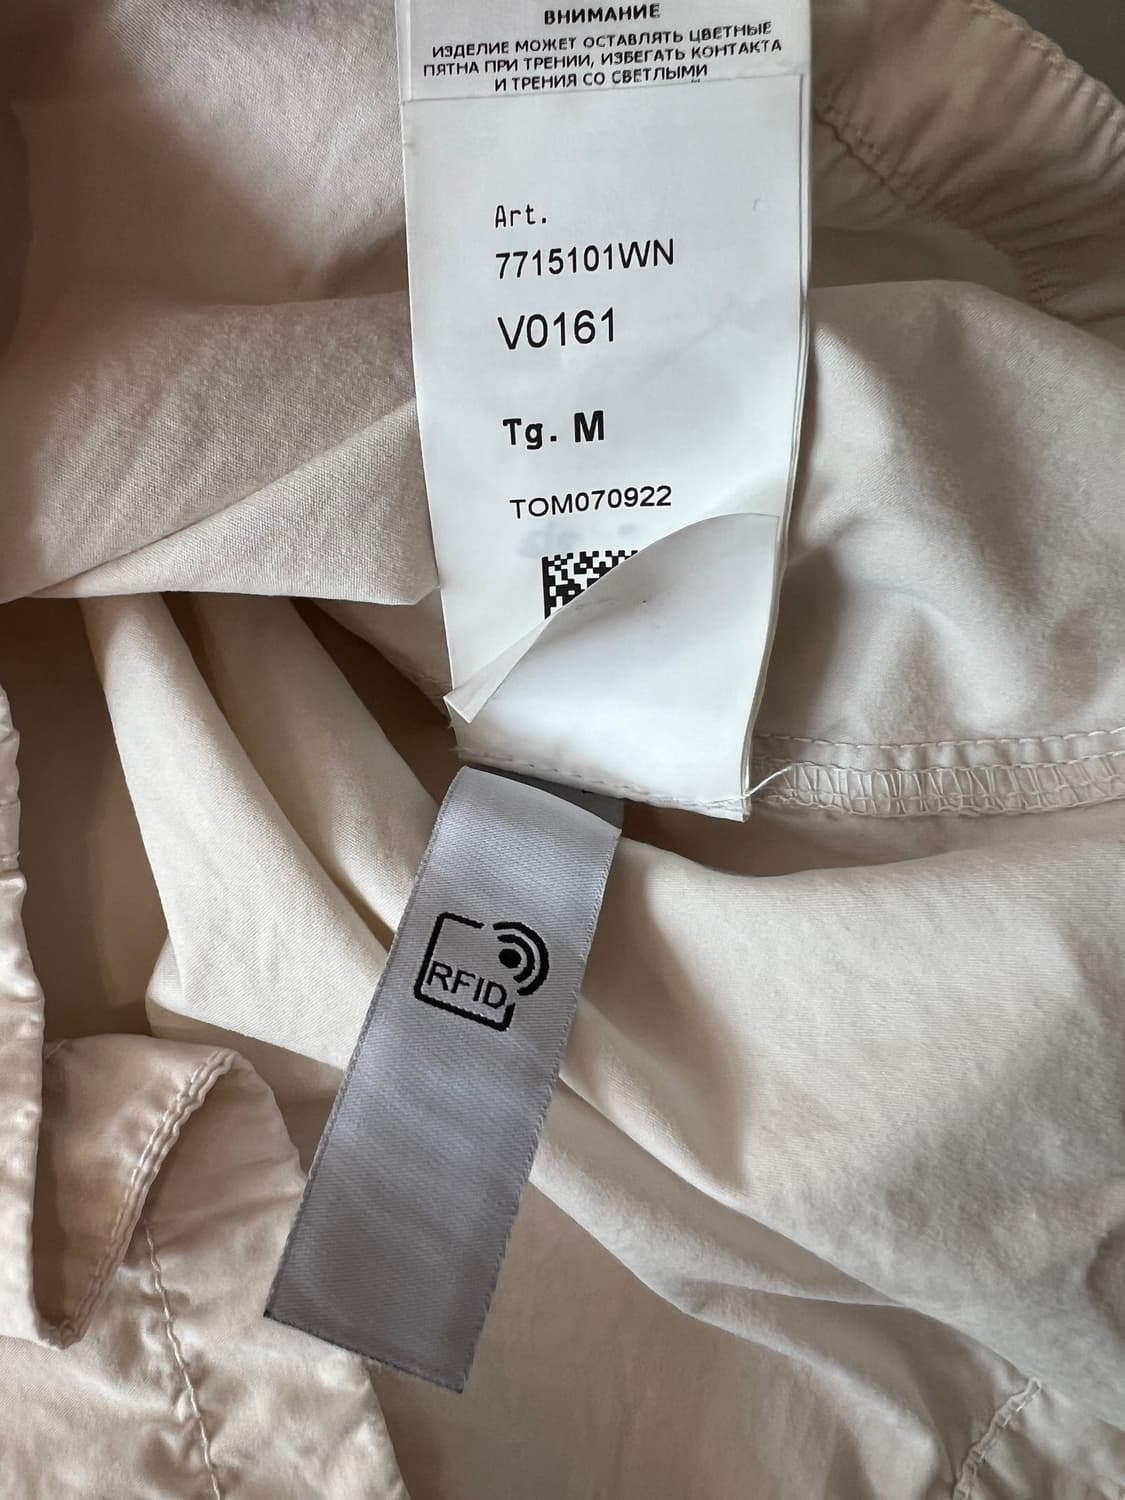 ВНИМАНИЕ
ИЗДЕЛИЕ МОЖЕТ ОСТАВЛЯТЬ ЦВЕТНЫЕ
ПЯТНА ПРИ ТРЕНИИ, ИЗБЕГАТЬ КОНТАКТА
И ТРЕНИЯ СО СВЕТЛЫМИ
Art.
7715101WN
V0161
Tg. M
TOM070922
RFID